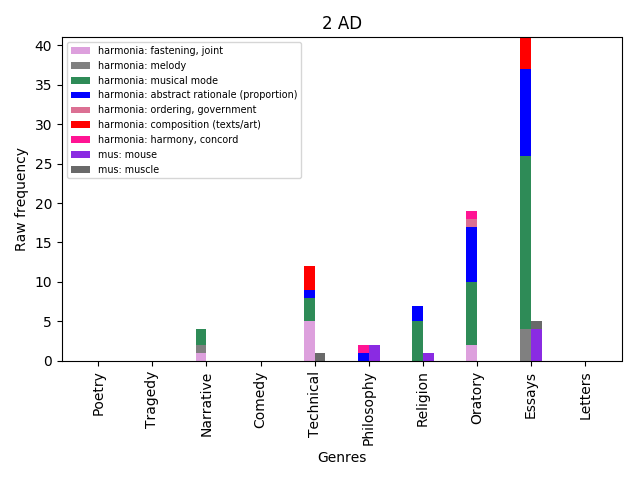 2 AD
harmonia: fastening, joint
harmonia: melody
harmonia: musical mode
harmonia: abstract rationale (proportion)
harmonia: ordering, government
harmonia: composition (texts/art)
harmonia: harmony, concord
mus: mouse
mus: muscle
Raw frequency
40
35
30
25
20
15
10
5
0
Poetry
Tragedy
Narrative
Comedy
Technical
Philosophy
Religion
Oratory
Essays
Letters
Genres